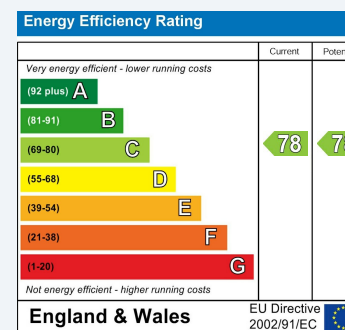 Energy Efficiency Rating
Current
Very energy efficient - lower running costs
(92 plus) A
(81-91) B
(69-80) C
78
(55-68) D
(39-54) E
(21-38) F
(1-20) G
Not energy efficient - higher running costs
England & Wales
EU Directive
2002/91/EC